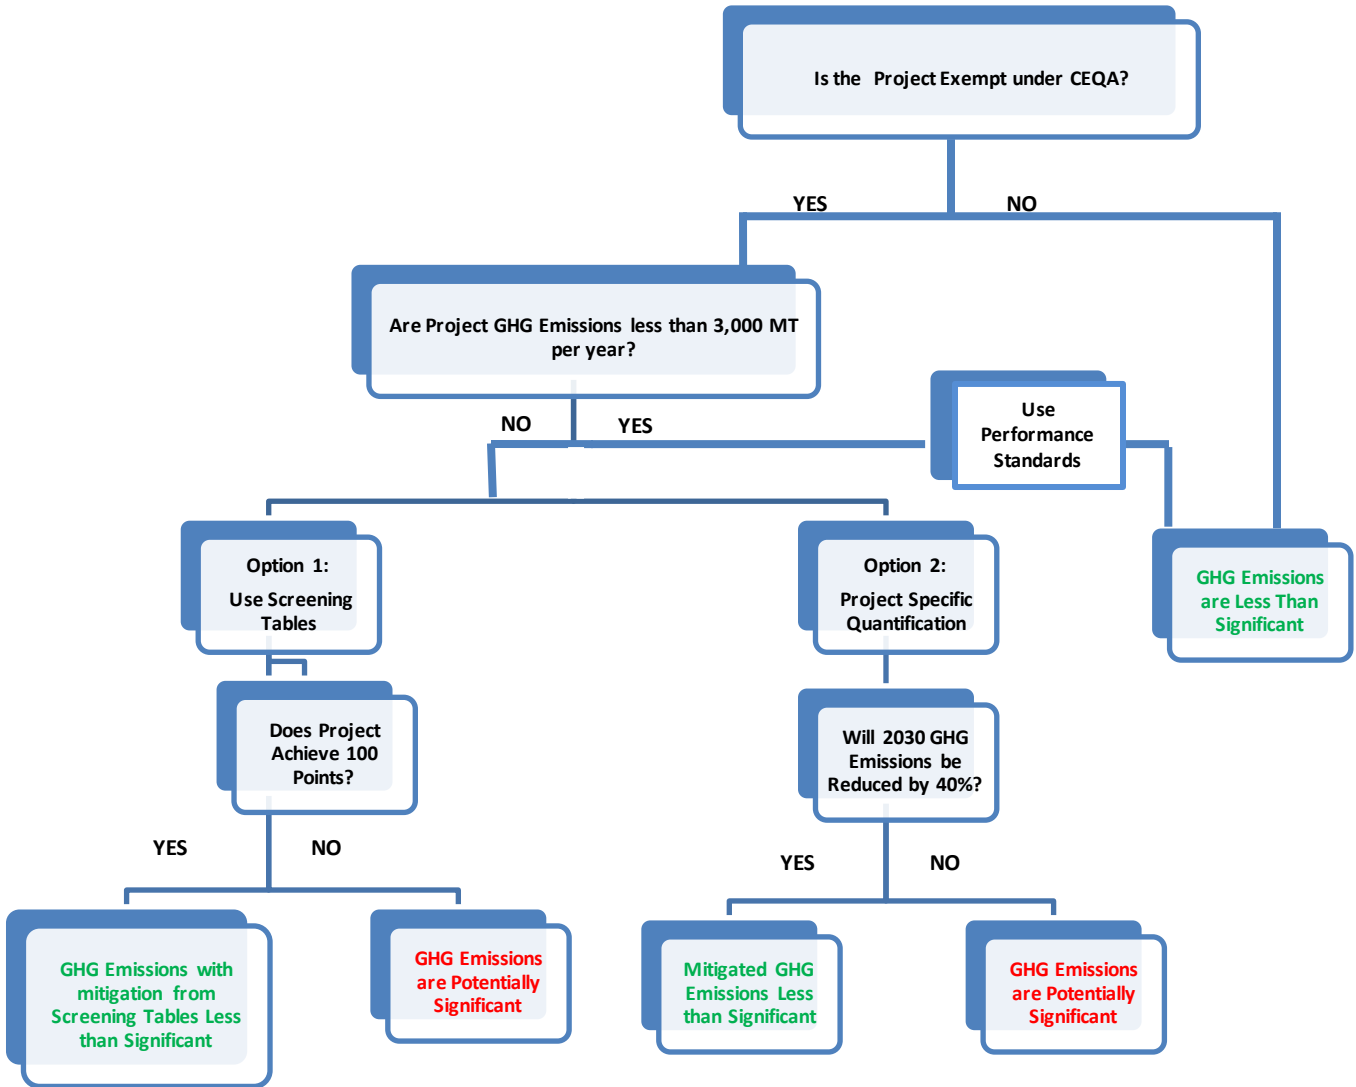 Is the Project Exempt under CEQA?
YES
NO
Are Project GHG Emissions less than 3,000 MT
per year?
NO
YES
Use
Performance
Standards
Option 1:
Use Screening
Tables
Option 2:
Project Specific
Quantification
GHG Emissions
are Less Than
Significant
Does Project
Achieve 100
Points?
Will 2030 GHG
Emissions be
Reduced by 40%?
YES
NO
YES
NO
GHG Emissions with
mitigation from
Screening Tables Less
than Significant
GHG Emissions
are Potentially
Significant
Mitigated GHG
Emissions Less
than Significant
GHG Emissions
are Potentially
Significant